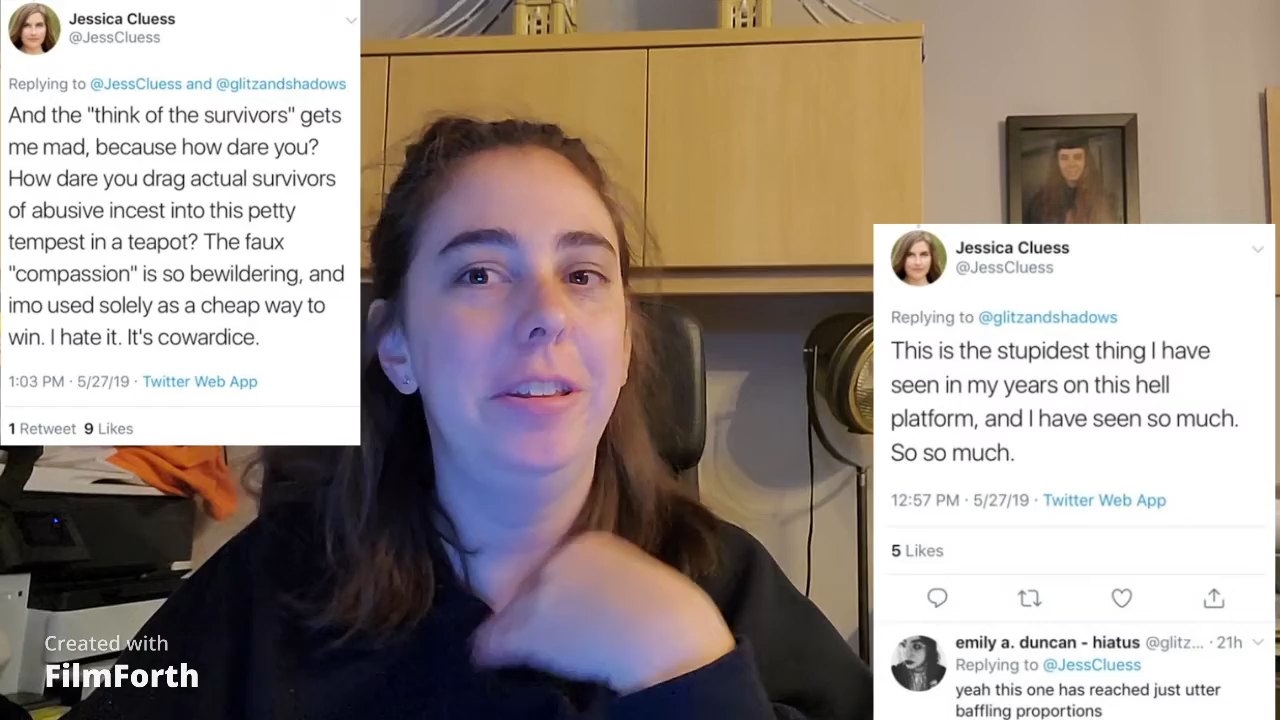 Jessica Cluess
@JessCluess
Replying to @JessCluess and @glitzandshadows
And the "think of the survivors" gets
me mad, because how dare you?
How dare you drag actual survivors
of abusive incest into this petty
tempest in a teapot? The faux
"compassion" is so bewildering, and
imo used solely as a cheap way to
win. I hate it. It's cowardice.
1:03 PM · 5/27/19 · Twitter Web App
1 Retweet 9 Likes
Jessica Cluess
@JessCluess
Replying to @glitzandshadows
This is the stupidest thing I have
seen in my years on this hell
platform, and I have seen so much.
So so much.
12:57 PM · 5/27/19 · Twitter Web App
5 Likes
emily a. duncan - hiatus @glitz... · 21h
Replying to @JessCluess
yeah this one has reached just utter
baffling proportions
Created with
FilmForth